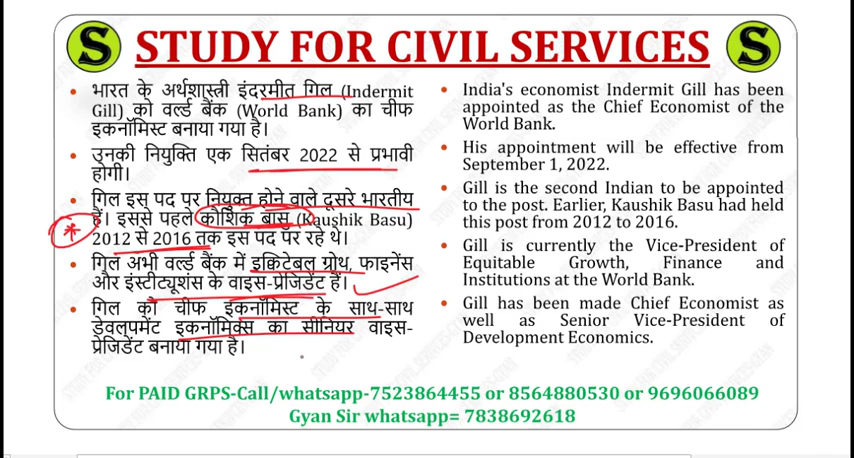 S STUDY FOR CIVIL SERVICES S
• भारत के अर्थशास्त्री इंदरमीत गिल (Indermit
Gill) को वर्ल्ड बैंक (World Bank) का चीफ
इकनॉमिस्ट बनाया गया है।
• उनकी नियुक्ति एक सितंबर 2022 से प्रभावी
होगी।
• गिल इस पद पर नियुक्त होने वाले दूसरे भारतीय
हैं। इससे पहले कौशिक बासु (Kaushik Basu)
2012 से 2016 तक इस पद पर रहे थे।
• गिल अभी वर्ल्ड बैंक में इक्विटेबल ग्रोथ, फाइनेंस
और इंस्टीट्यूशंस के वाइस-प्रेजिडेंट हैं।
• गिल को चीफ इकनॉमिस्ट के साथ-साथ
डेवलपमेंट इकनॉमिक्स का सीनियर वाइस-
प्रेजिडेंट बनाया गया है।
• India's economist Indermit Gill has been
appointed as the Chief Economist of the
World Bank.
• His appointment will be effective from
September 1, 2022.
• Gill is the second Indian to be appointed
to the post. Earlier, Kaushik Basu had held
this post from 2012 to 2016.
• Gill is currently the Vice-President of
Equitable Growth, Finance and
Institutions at the World Bank.
• Gill has been made Chief Economist as
well as Senior Vice-President of
Development Economics.
For PAID GRPS-Call/whatsapp-7523864455 or 8564880530 or 9696066089
Gyan Sir whatsapp= 7838692618